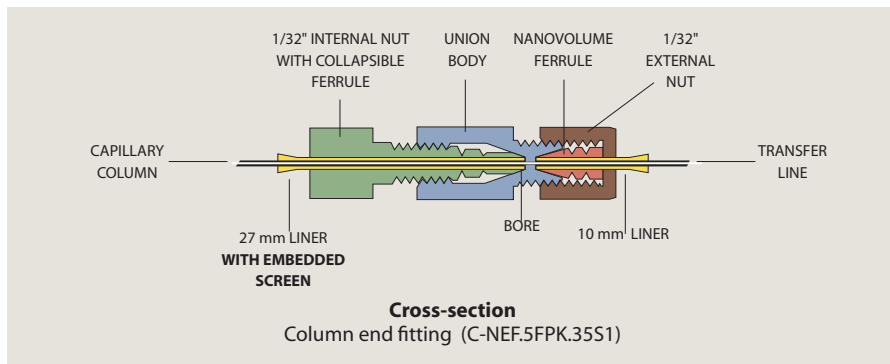 1/32" INTERNAL NUT
WITH COLLAPSIBLE
FERRULE
UNION
BODY
NANOVOLUME
FERRULE
1/32"
EXTERNAL
NUT
CAPILLARY
COLUMN
TRANSFER
LINE
27 mm LINER
WITH EMBEDDED
SCREEN
BORE
10 mm LINER
Cross-section
Column end fitting (C-NEF.5FPK.35S1)